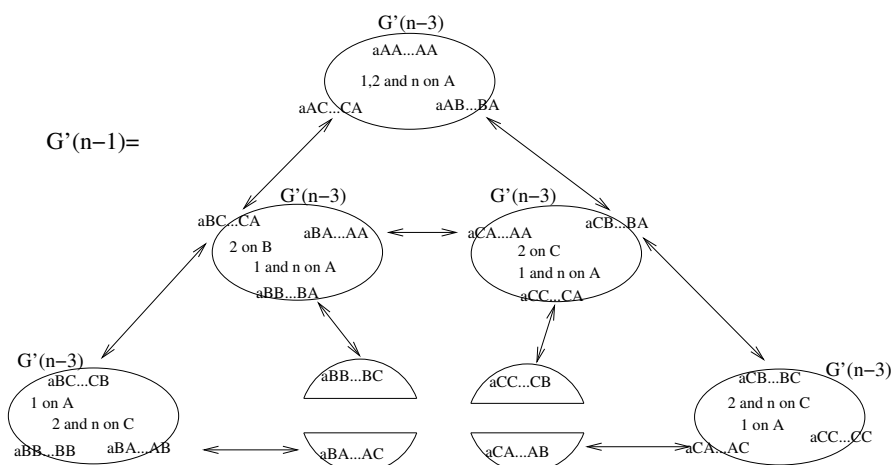 G'(n−3)
aAA...AA
1,2 and n on A
aAC...CA aAB...BA
G'(n−1)=
G'(n−3) G'(n−3)
aBC...CA aCB...BA
aBA...AA aCA...AA
2 on B 2 on C
1 and n on A 1 and n on A
aBB...BA aCC...CA
G'(n−3) G'(n−3)
aBC...CB aBB...BC aCC...CB aCB...BC
1 on A 2 and n on C
2 and n on C 1 on A
aBB...BB aBA...AB aBA...AC aCA...AB aCA...AC aCC...CC